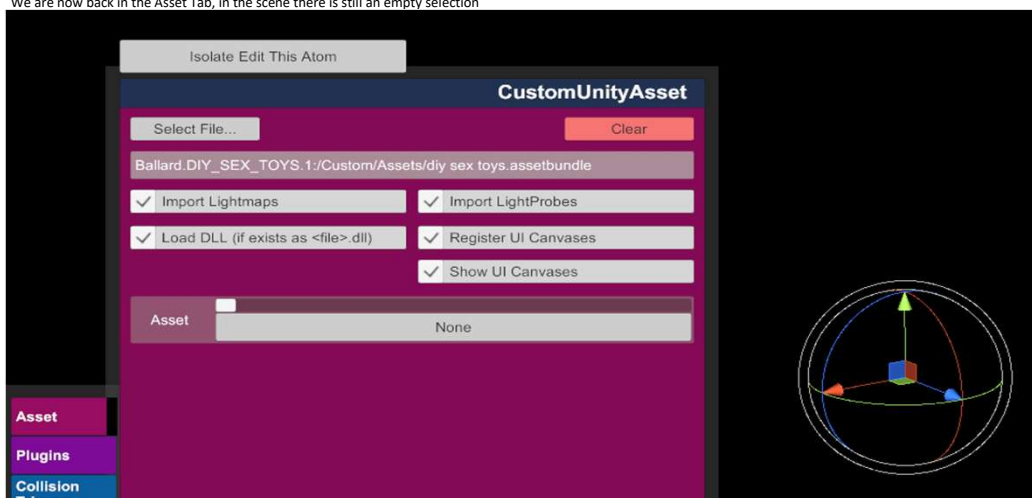 We are now back in the Asset Tab, in the scene there is still an empty selection
Isolate Edit This Atom
CustomUnityAsset
Select File...
Clear
Ballard.DIY_SEX_TOYS.1:/Custom/Assets/diy sex toys.assetbundle
Import Lightmaps
Import LightProbes
Load DLL (if exists as <file>.dll)
Register UI Canvases
Show UI Canvases
Asset
None
Asset
Plugins
Collision